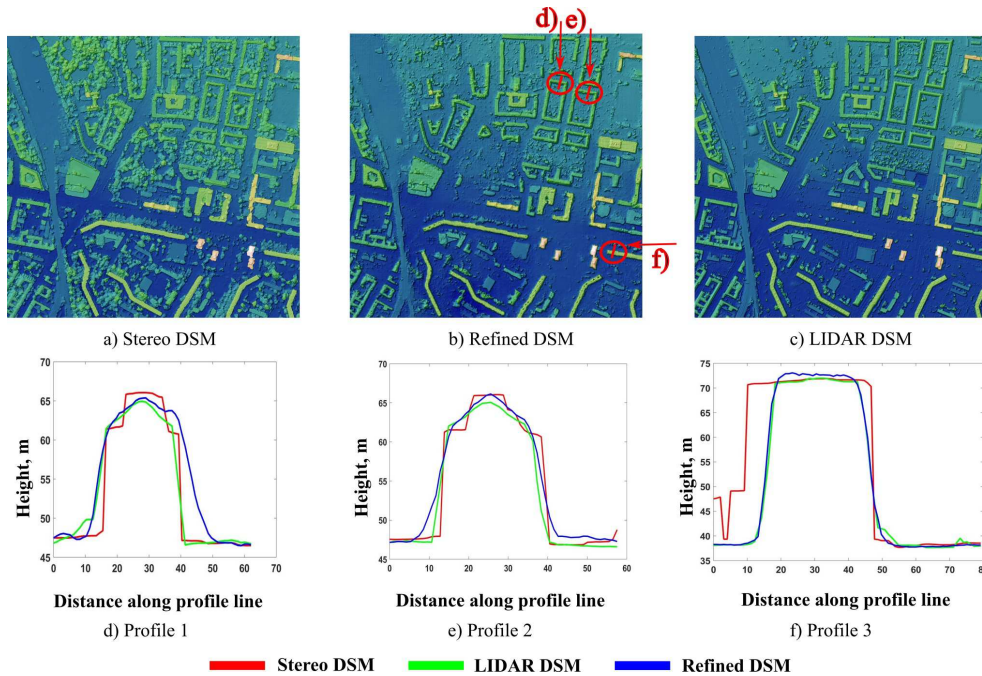 d) e)
f)
a) Stereo DSM
b) Refined DSM
c) LIDAR DSM
70
65
60
55
50
45
Height, m
0 10 20 30 40 50 60 70
Distance along profile line
d) Profile 1
70
65
60
55
50
45
Height, m
0 10 20 30 40 50 60
Distance along profile line
e) Profile 2
75
70
65
60
55
50
45
40
35
Height, m
0 10 20 30 40 50 60 70 80
Distance along profile line
f) Profile 3
Stereo DSM LIDAR DSM Refined DSM